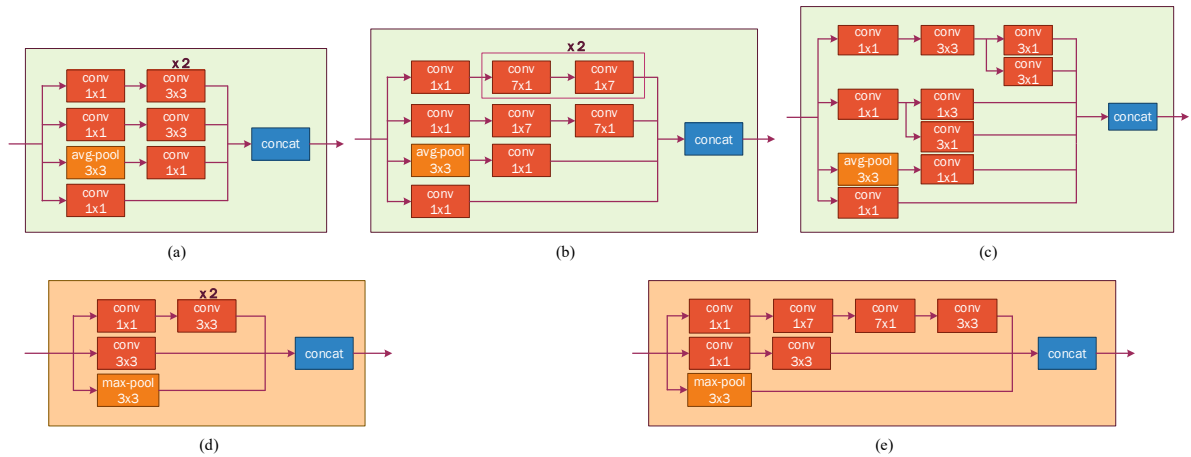 x 2
conv
1x1
conv
3x3
conv
1x1
conv
3x3
avg-pool
3x3
conv
1x1
conv
1x1
concat
(a)
x 2
conv
1x1
conv
7x1
conv
1x7
conv
1x1
conv
1x7
conv
7x1
avg-pool
3x3
conv
1x1
conv
1x1
concat
(b)
conv
1x1
conv
3x3
conv
3x1
conv
3x1
conv
1x1
conv
1x3
conv
3x1
avg-pool
3x3
conv
1x1
conv
1x1
concat
(c)
x 2
conv
1x1
conv
3x3
conv
3x3
max-pool
3x3
concat
(d)
conv
1x1
conv
1x7
conv
7x1
conv
3x3
conv
1x1
conv
3x3
max-pool
3x3
concat
(e)